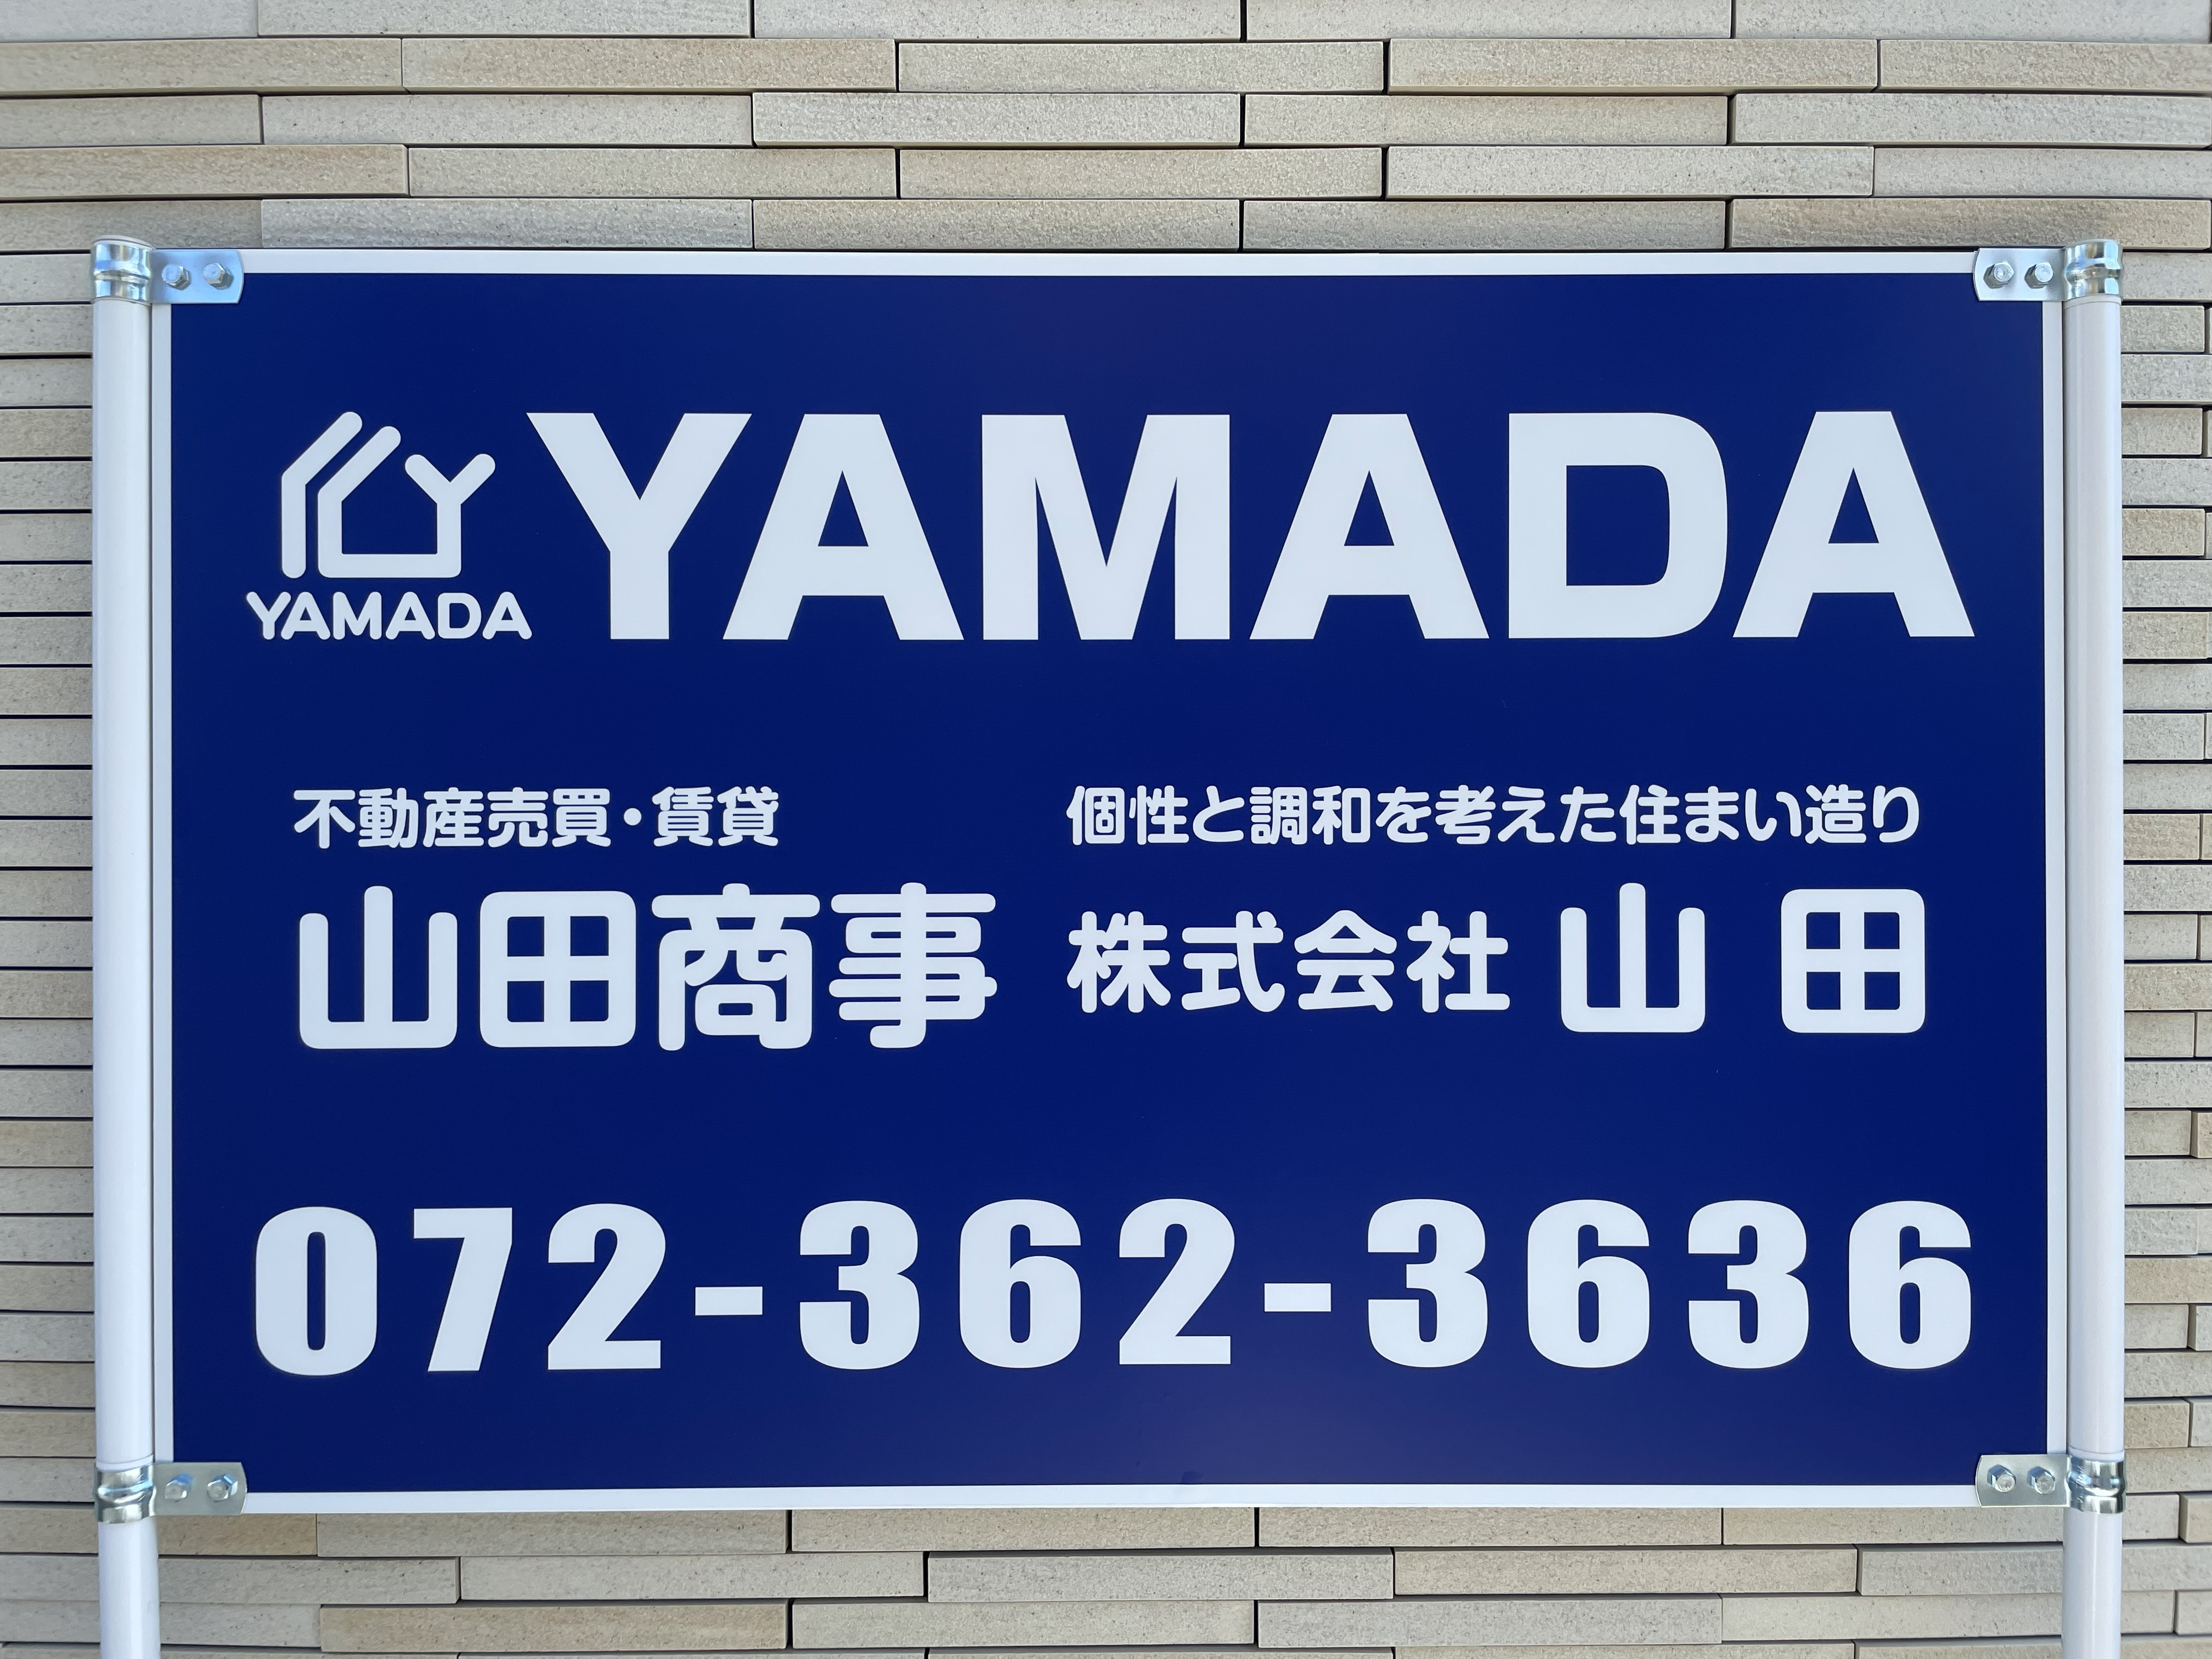 YAMADA
YAMADA
不動産売買・賃貸
山田商事
個性と調和を考えた住まい造り
株式会社 山田
072-362-3636